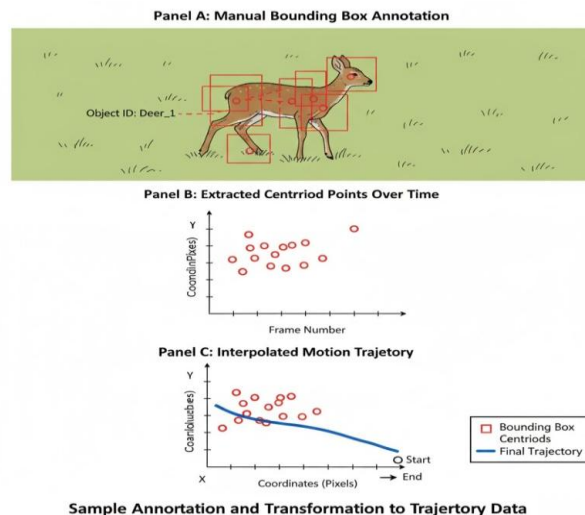 Panel A: Manual Bounding Box Annotation
Object ID: Deer_1
Panel B: Extracted Centrriod Points Over Time
Y
Frame Number
Panel C: Interpolated Motion Trajetory
Y
Start
End
X
Coordinates (Pixels)
Bounding Box
Centriods
Final Trajectory
Sample Annortation and Transformation to Trajertory Data